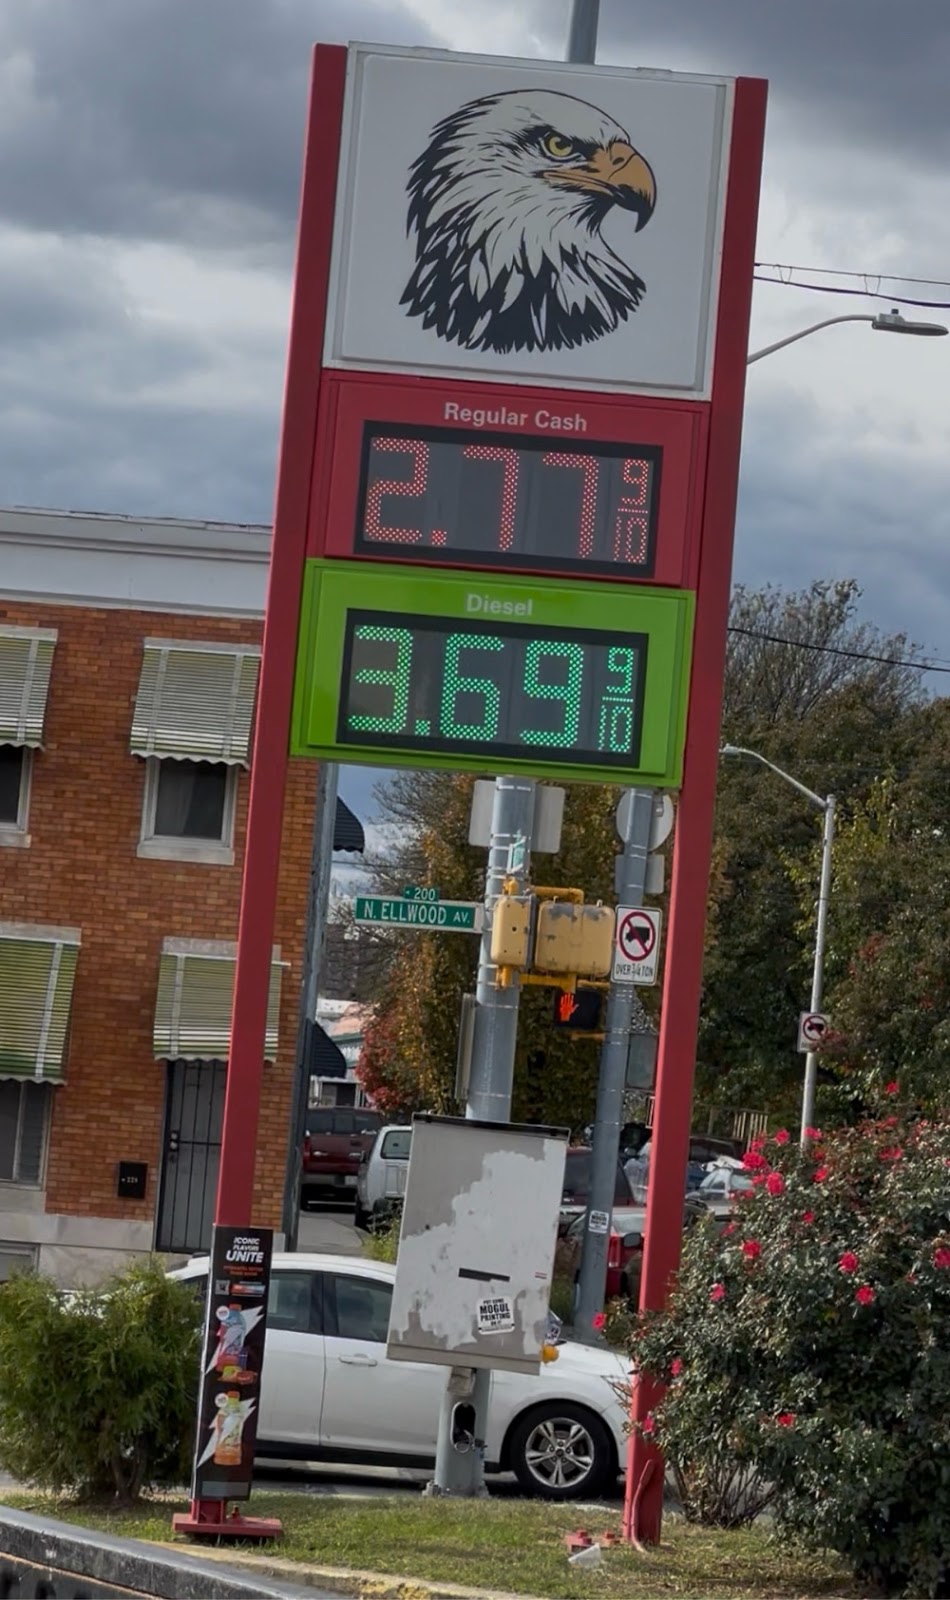 Regular Cash
2.77 9/10
Diesel
3.69 9/10
200
N. ELLWOOD AV.
OVER 3/4 TON
ICONIC
FLAVORS
UNITE
MOGUL
PRINTING